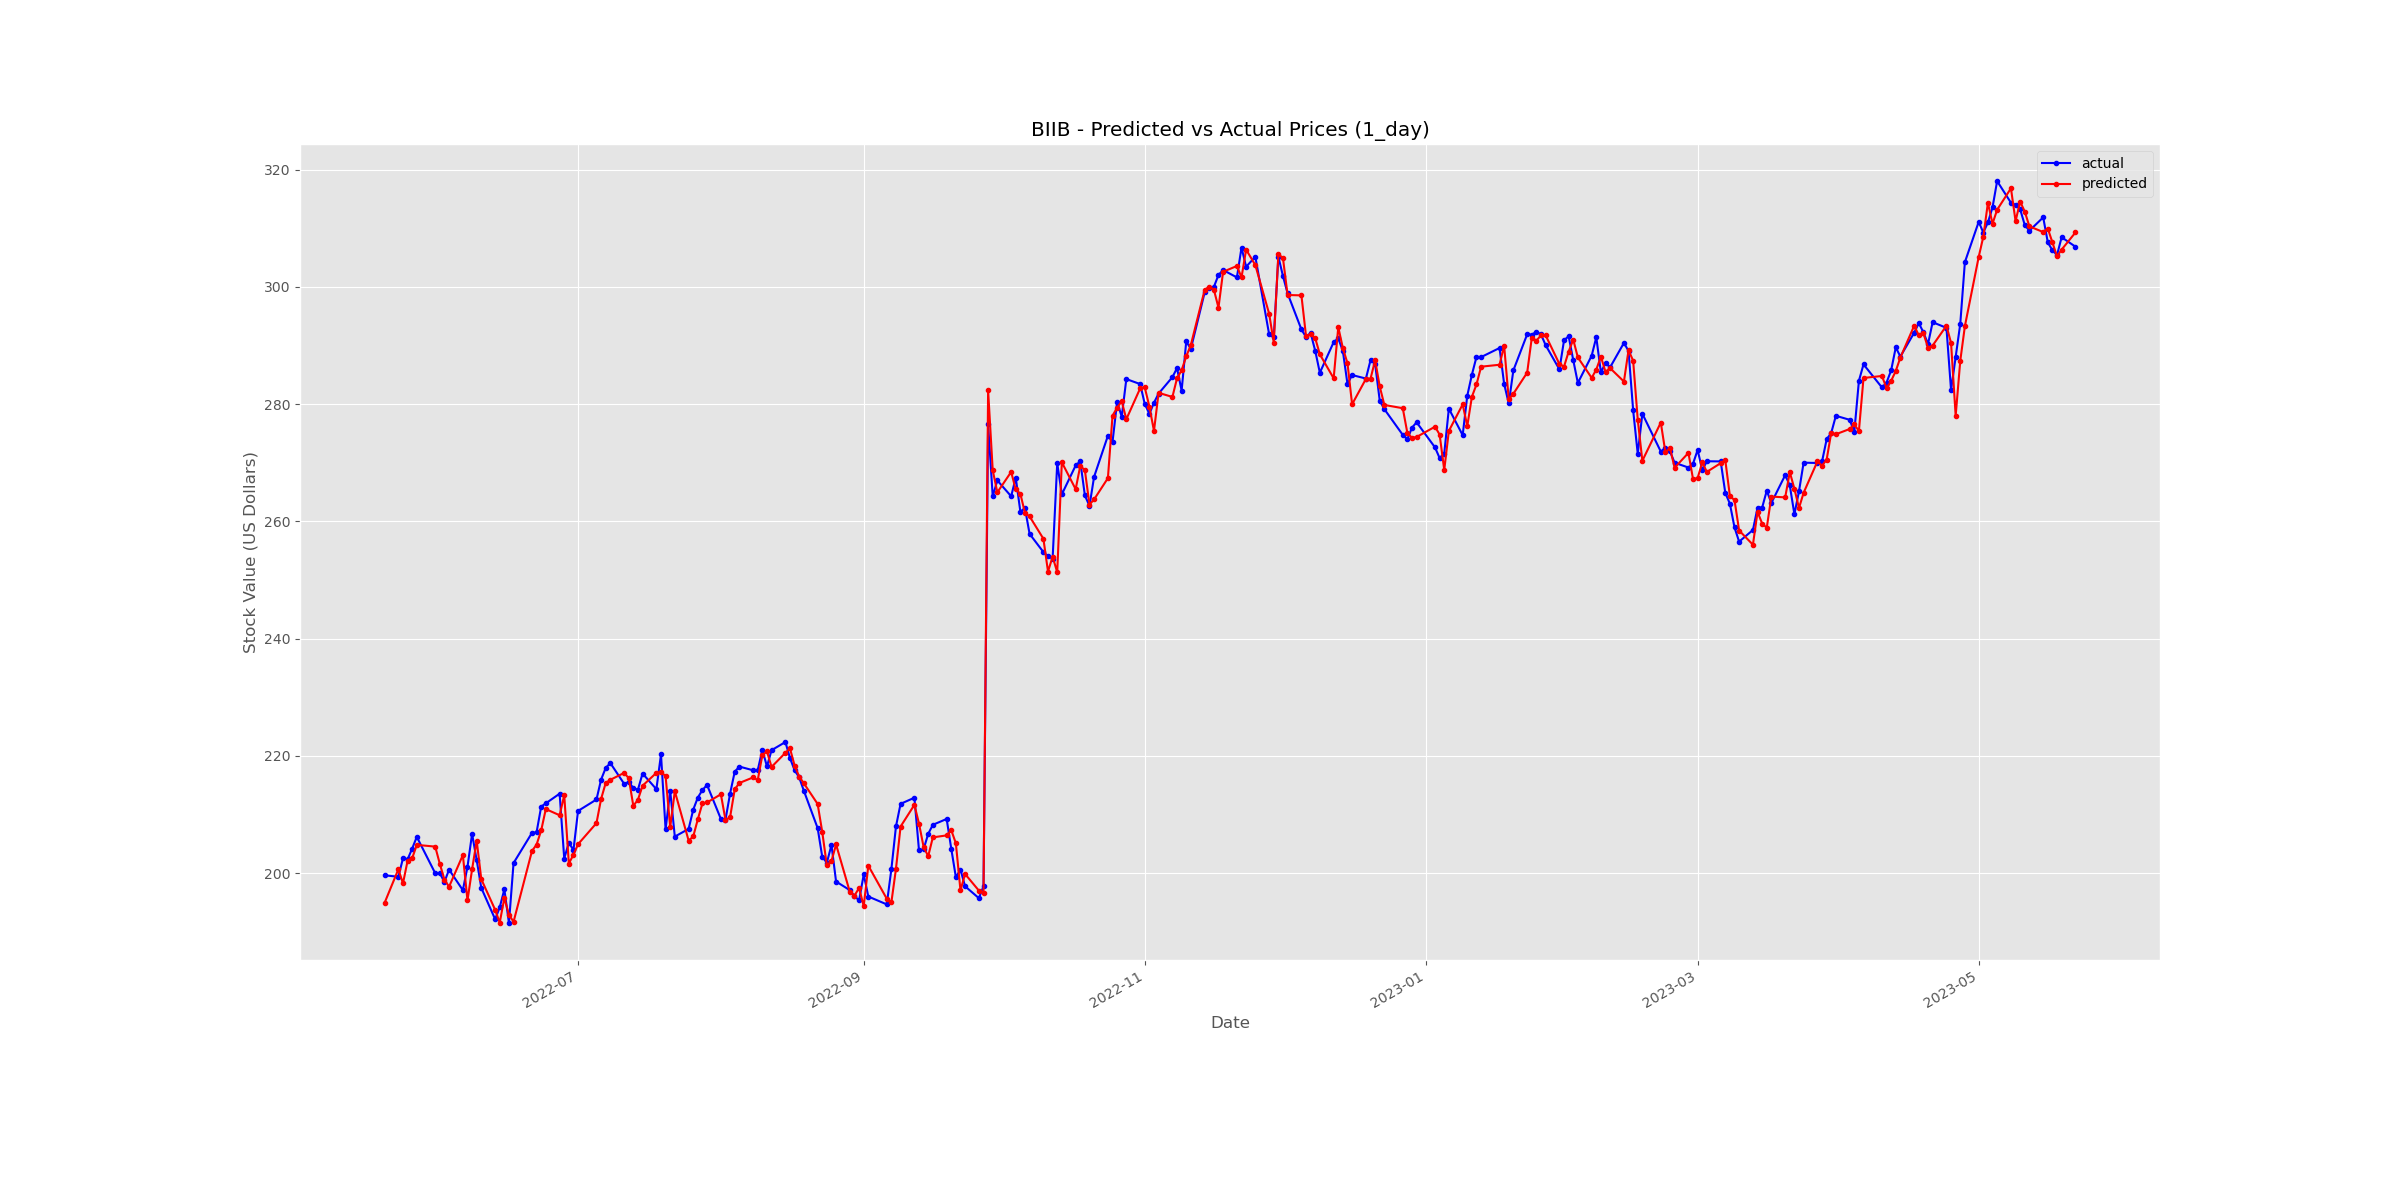 BIIB - Predicted vs Actual Prices (1_day)
actual
predicted
320
300
280
260
240
220
200
Stock Value (US Dollars)
2022-07
2022-09
2022-11
2023-01
2023-03
2023-05
Date